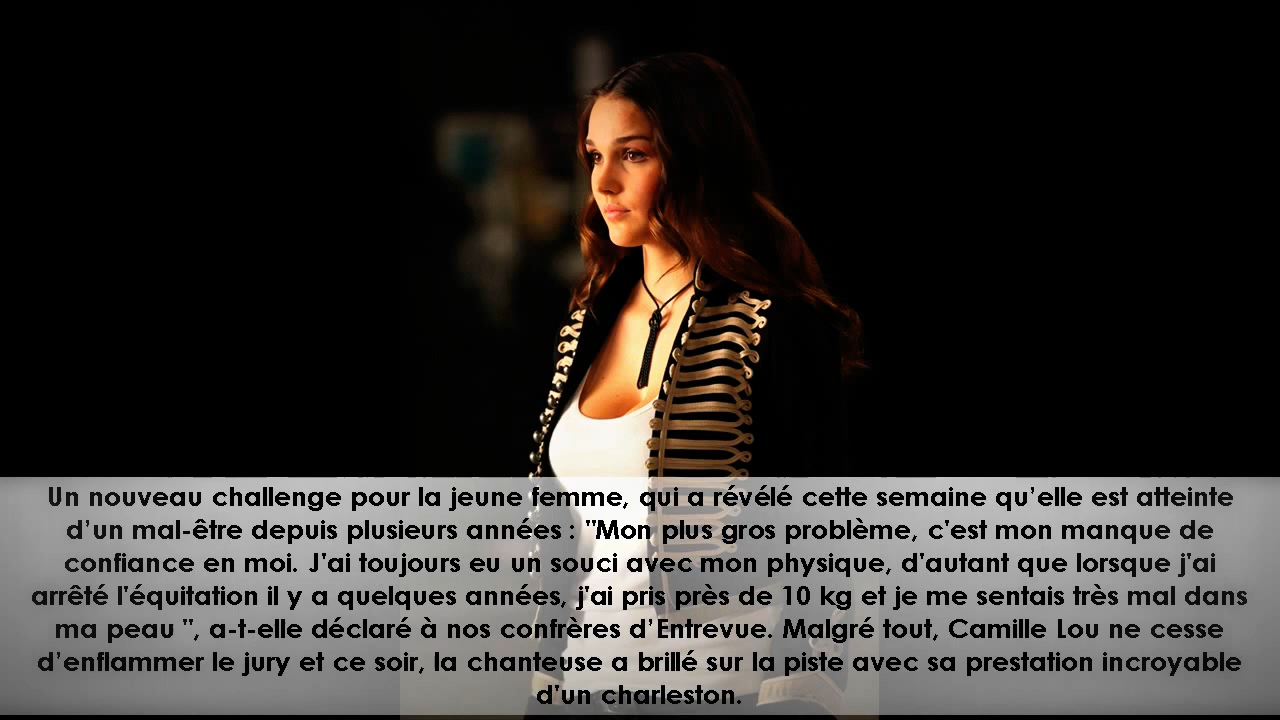 Un nouveau challenge pour la jeune femme, qui a révélé cette semaine qu’elle est atteinte
d’un mal-être depuis plusieurs années : "Mon plus gros problème, c'est mon manque de
confiance en moi. J'ai toujours eu un souci avec mon physique, d'autant que lorsque j'ai
arrêté l'équitation il y a quelques années, j'ai pris près de 10 kg et je me sentais très mal dans
ma peau ", a-t-elle déclaré à nos confrères d’Entrevue. Malgré tout, Camille Lou ne cesse
d’enflammer le jury et ce soir, la chanteuse a brillé sur la piste avec sa prestation incroyable
d'un charleston.